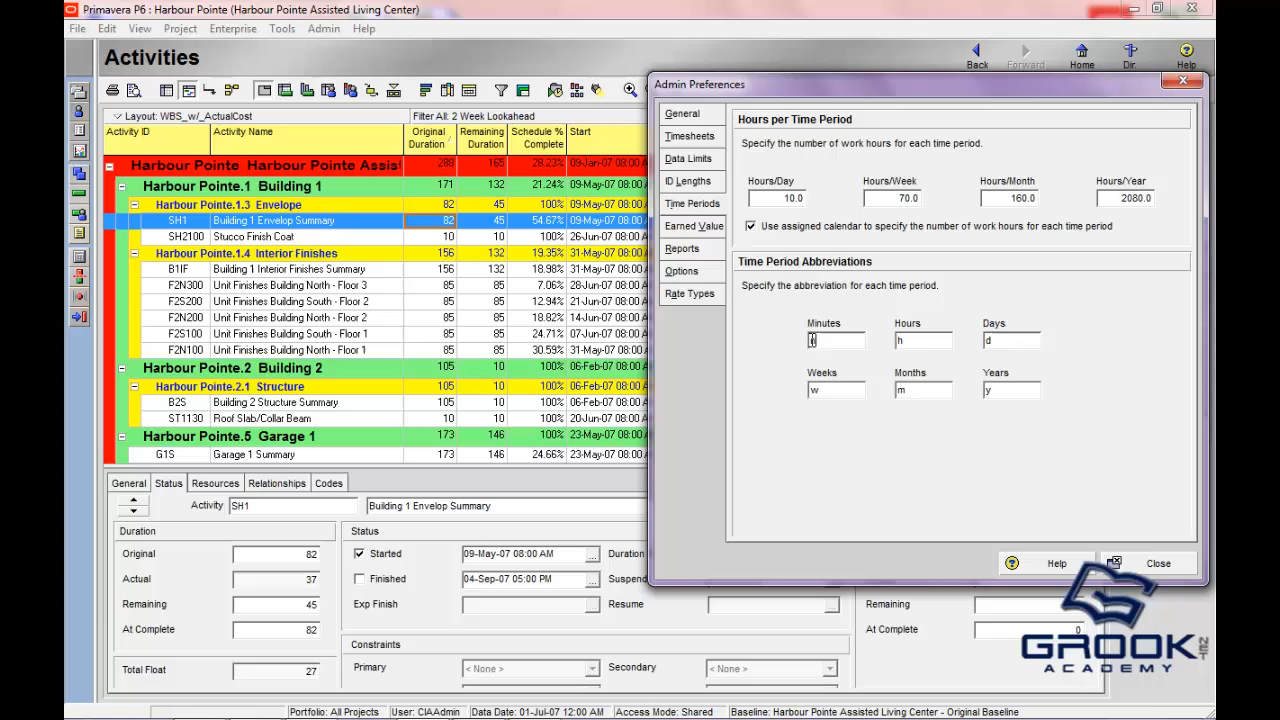 Primavera P6 : Harbour Pointe (Harbour Pointe Assisted Living Center)
File Edit View Project Enterprise Tools Admin Help
Activities
Back Forward Home Dir. Help
Layout: WBS_w/_ActualCost Filter All: 2 Week Lookahead
Activity ID Activity Name Original Duration Remaining Duration Schedule % Complete Start
Harbour Pointe Harbour Pointe Assis 288 165 28.23% 09-Jan-07 08:00 A
Harbour Pointe.1 Building 1 171 132 21.24% 09-May-07 08:00
Harbour Pointe.1.3 Envelope 82 45 100% 09-May-07 08:00
SH1 Building 1 Envelop Summary 82 45 54.67% 09-May-07 08:00
SH2100 Stucco Finish Coat 10 10 100% 26-Jun-07 08:00 A
Harbour Pointe.1.4 Interior Finishes 156 132 19.35% 31-May-07 08:00
B1IF Building 1 Interior Finishes Summary 156 132 18.98% 31-May-07 08:00
F2N300 Unit Finishes Building North - Floor 3 85 85 7.06% 28-Jun-07 08:00 A
F2S200 Unit Finishes Building South - Floor 2 85 85 12.94% 21-Jun-07 08:00 A
F2N200 Unit Finishes Building North - Floor 2 85 85 18.82% 14-Jun-07 08:00 A
F2S100 Unit Finishes Building South - Floor 1 85 85 24.71% 07-Jun-07 08:00 A
F2N100 Unit Finishes Building North - Floor 1 85 85 30.59% 31-May-07 08:00
Harbour Pointe.2 Building 2 105 10 100% 06-Feb-07 08:00 A
Harbour Pointe.2.1 Structure 105 10 100% 06-Feb-07 08:00 A
B2S Building 2 Structure Summary 105 10 100% 06-Feb-07 08:00 A
ST1130 Roof Slab/Collar Beam 10 10 100% 20-Jun-07 08:00 A
Harbour Pointe.5 Garage 1 173 146 100% 23-May-07 08:00
G1S Garage 1 Summary 173 146 24.66% 23-May-07 08:00
General Status Resources Relationships Codes
Activity SH1 Building 1 Envelop Summary
Duration Status
Original 82 Started 09-May-07 08:00 AM ... Duration
Actual 37 Finished 04-Sep-07 05:00 PM ... Suspend
Remaining 45 Exp Finish ... Resume ... Remaining
At Complete 82 At Complete 0
Constraints
Total Float 27 Primary < None > Secondary < None >
Portfolio: All Projects User: CIAAdmin Data Date: 01-Jul-07 12:00 AM Access Mode: Shared Baseline: Harbour Pointe Assisted Living Center - Original Baseline
Admin Preferences
General
Timesheets
Data Limits
ID Lengths
Time Periods
Earned Value
Reports
Options
Rate Types
Hours per Time Period
Specify the number of work hours for each time period.
Hours/Day Hours/Week Hours/Month Hours/Year
10.0 70.0 160.0 2080.0
Use assigned calendar to specify the number of work hours for each time period
Time Period Abbreviations
Specify the abbreviation for each time period.
Minutes Hours Days
h d
Weeks Months Years
w m y
Help Close
GROOK.NET
ACADEMY